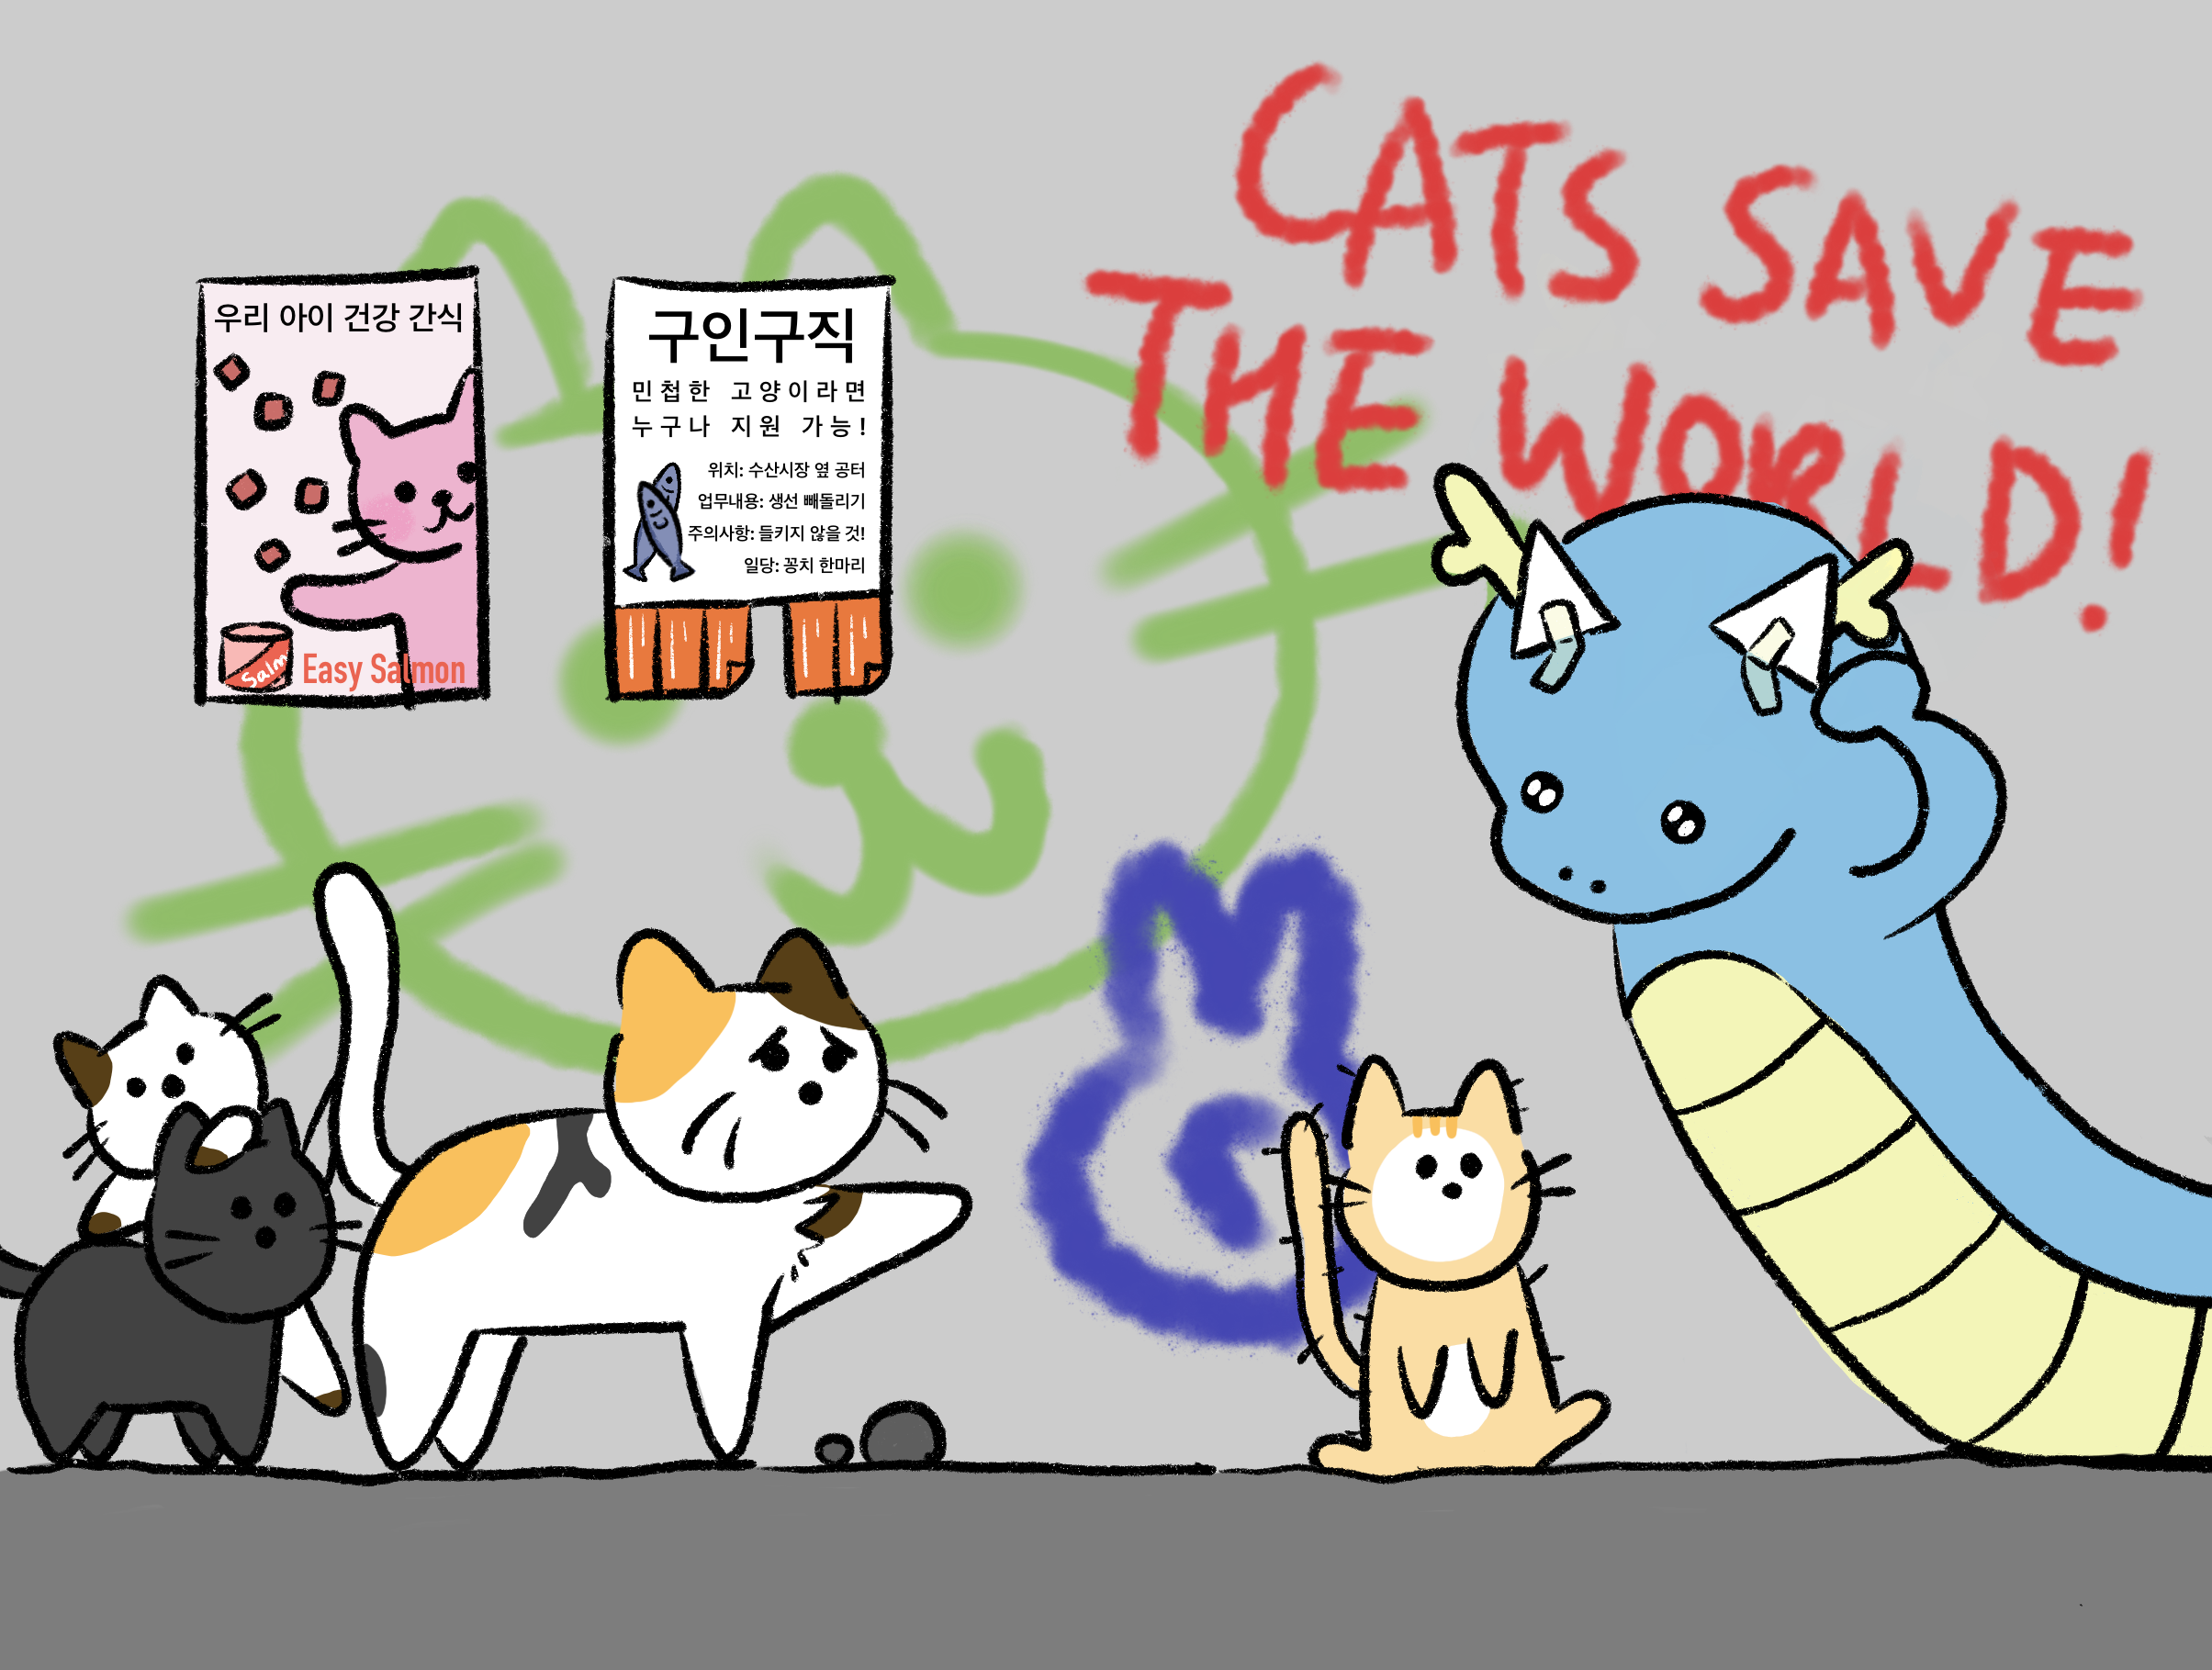 CATS SAVE
THE WORLD!
우리 아이 건강 간식
Salm
Easy Salmon
구인구직
민첩한 고양이라면
누구나 지원 가능!
위치: 수산시장 옆 공터
업무내용: 생선 빼돌리기
주의사항: 들키지 않을 것!
일당: 꽁치 한마리